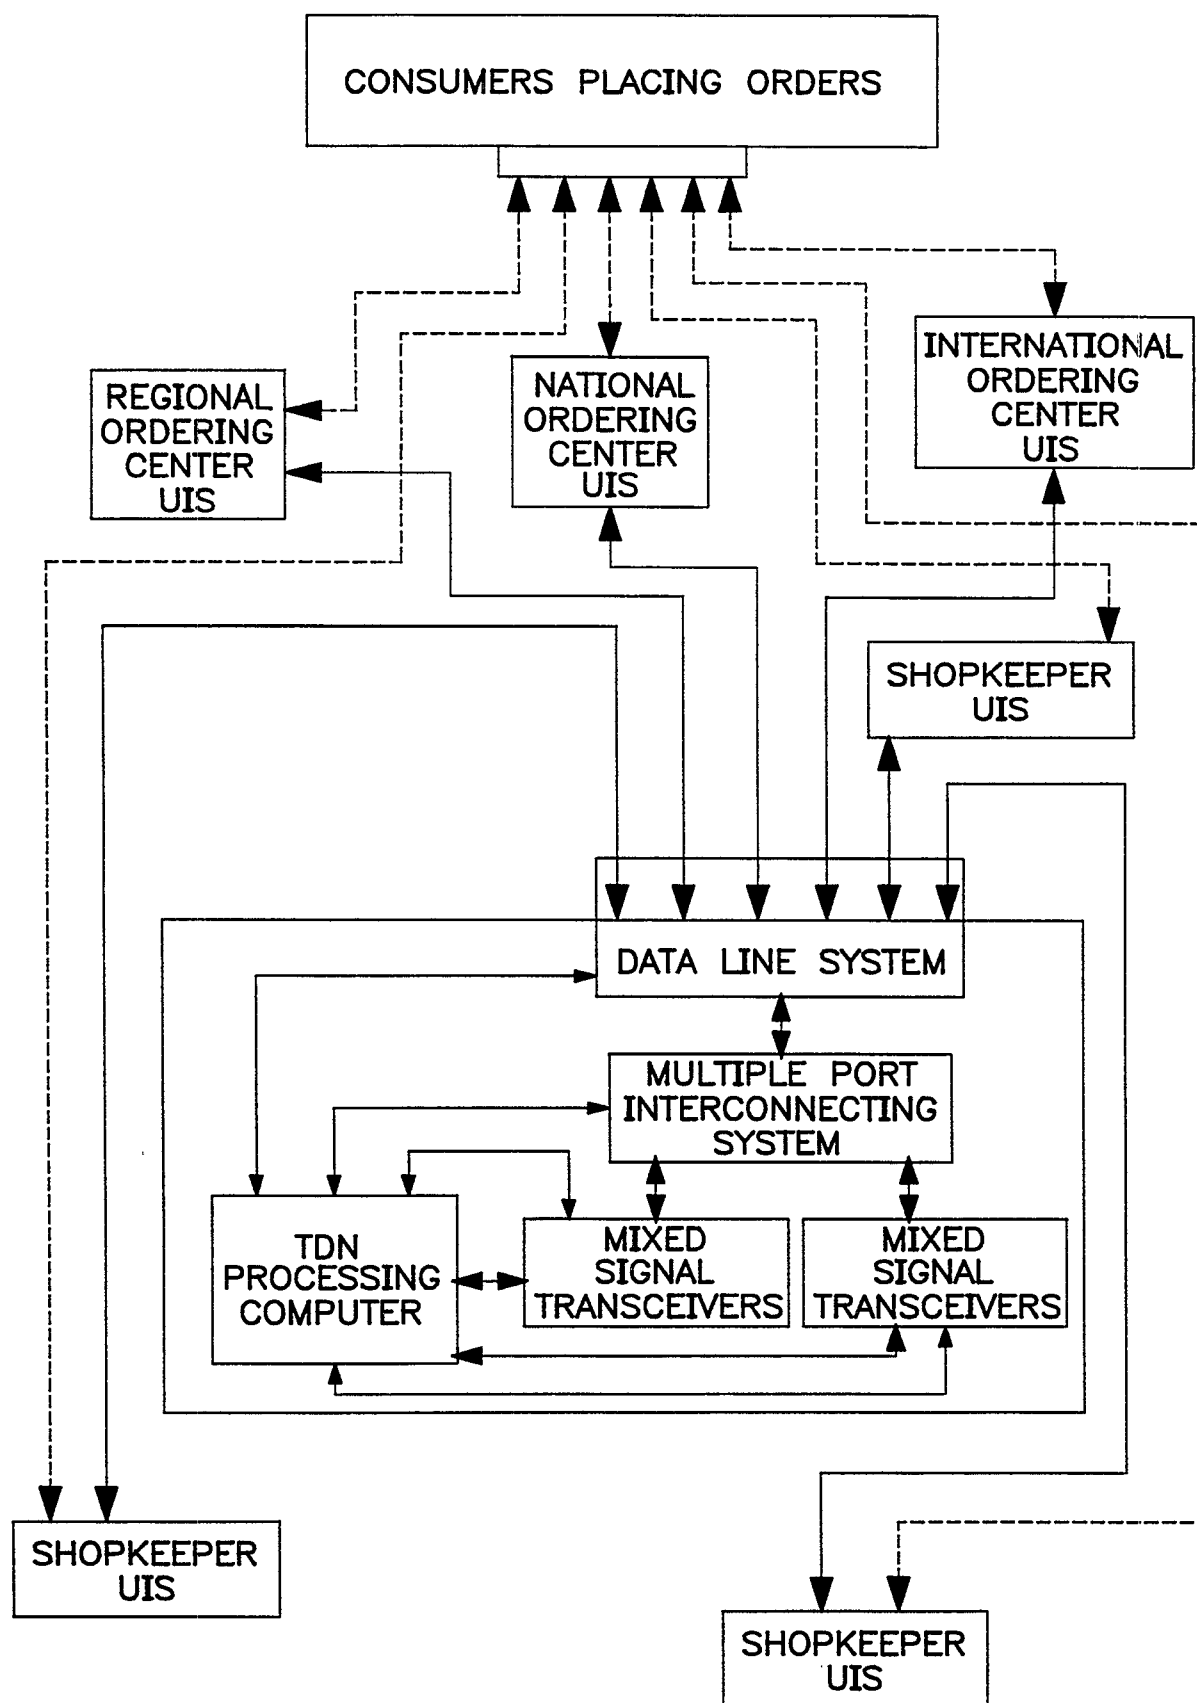 CONSUMERS PLACING ORDERS
REGIONAL
ORDERING
CENTER
UIS
NATIONAL
ORDERING
CENTER
UIS
INTERNATIONAL
ORDERING
CENTER
UIS
SHOPKEEPER
UIS
DATA LINE SYSTEM
MULTIPLE PORT
INTERCONNECTING
SYSTEM
TDN
PROCESSING
COMPUTER
MIXED
SIGNAL
TRANSCEIVERS
MIXED
SIGNAL
TRANSCEIVERS
SHOPKEEPER
UIS
SHOPKEEPER
UIS